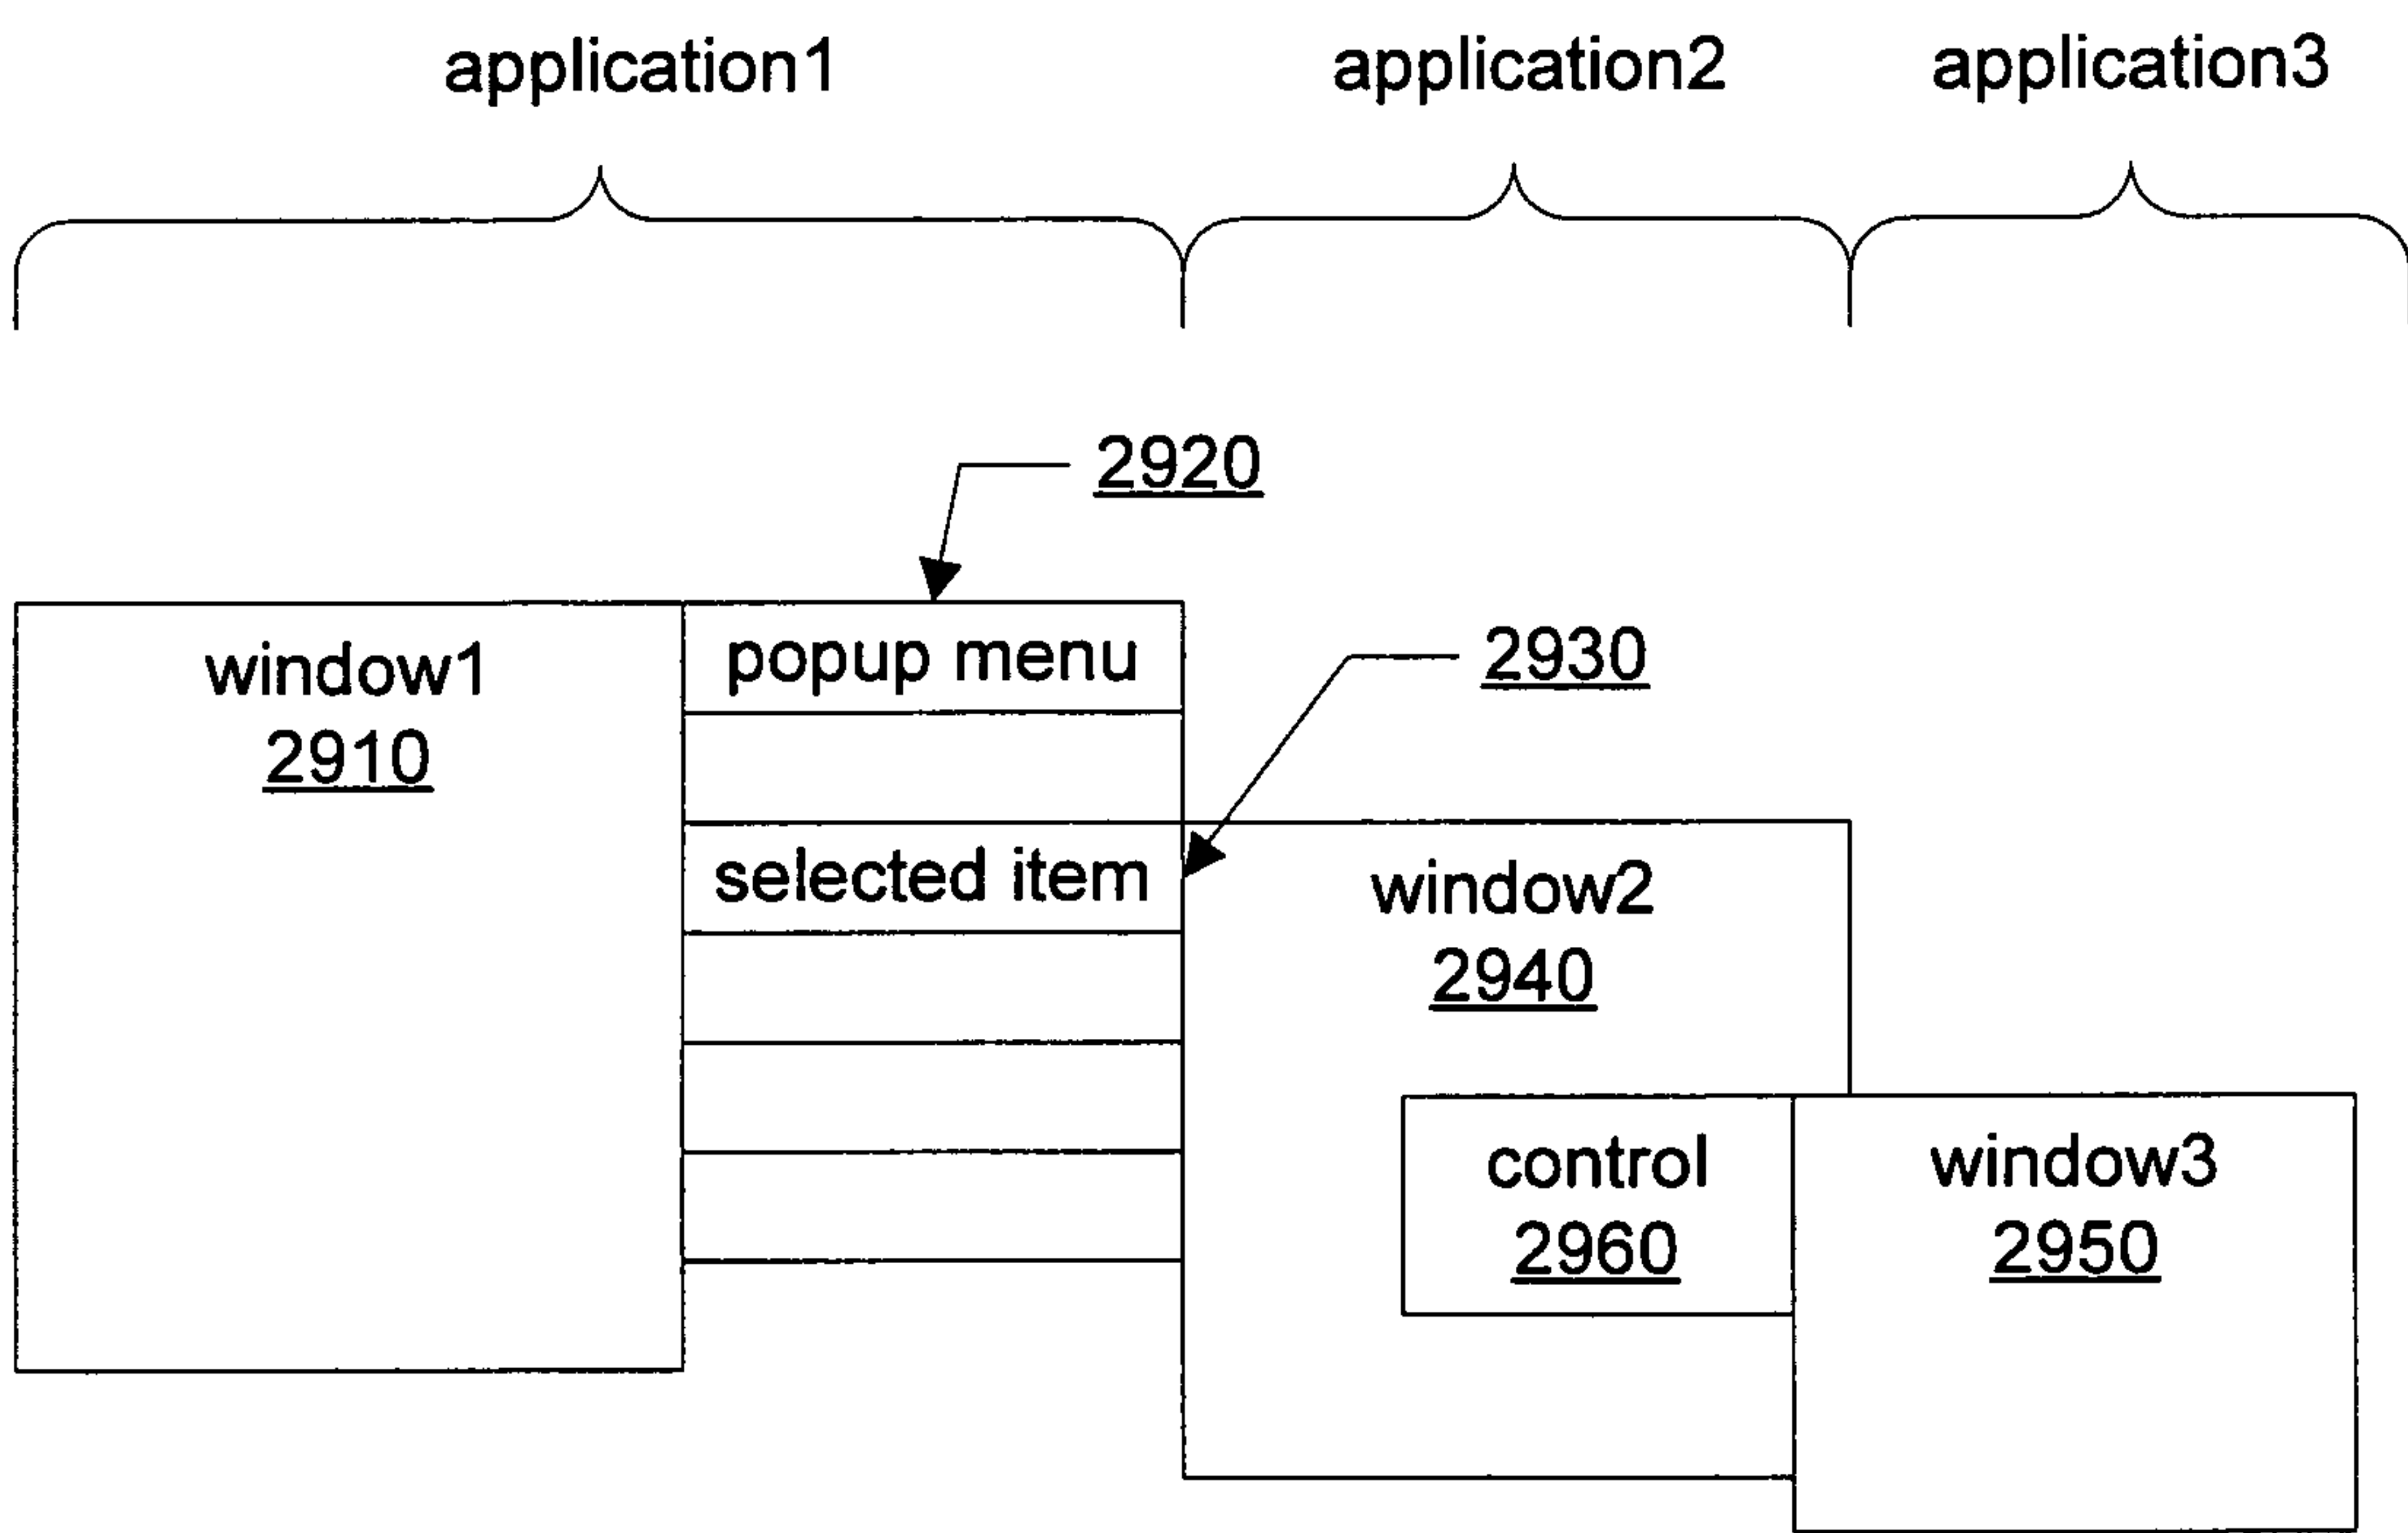 application1
application2
application3
2920
popup menu
2930
window1
2910
selected item
window2
2940
control
2960
window3
2950